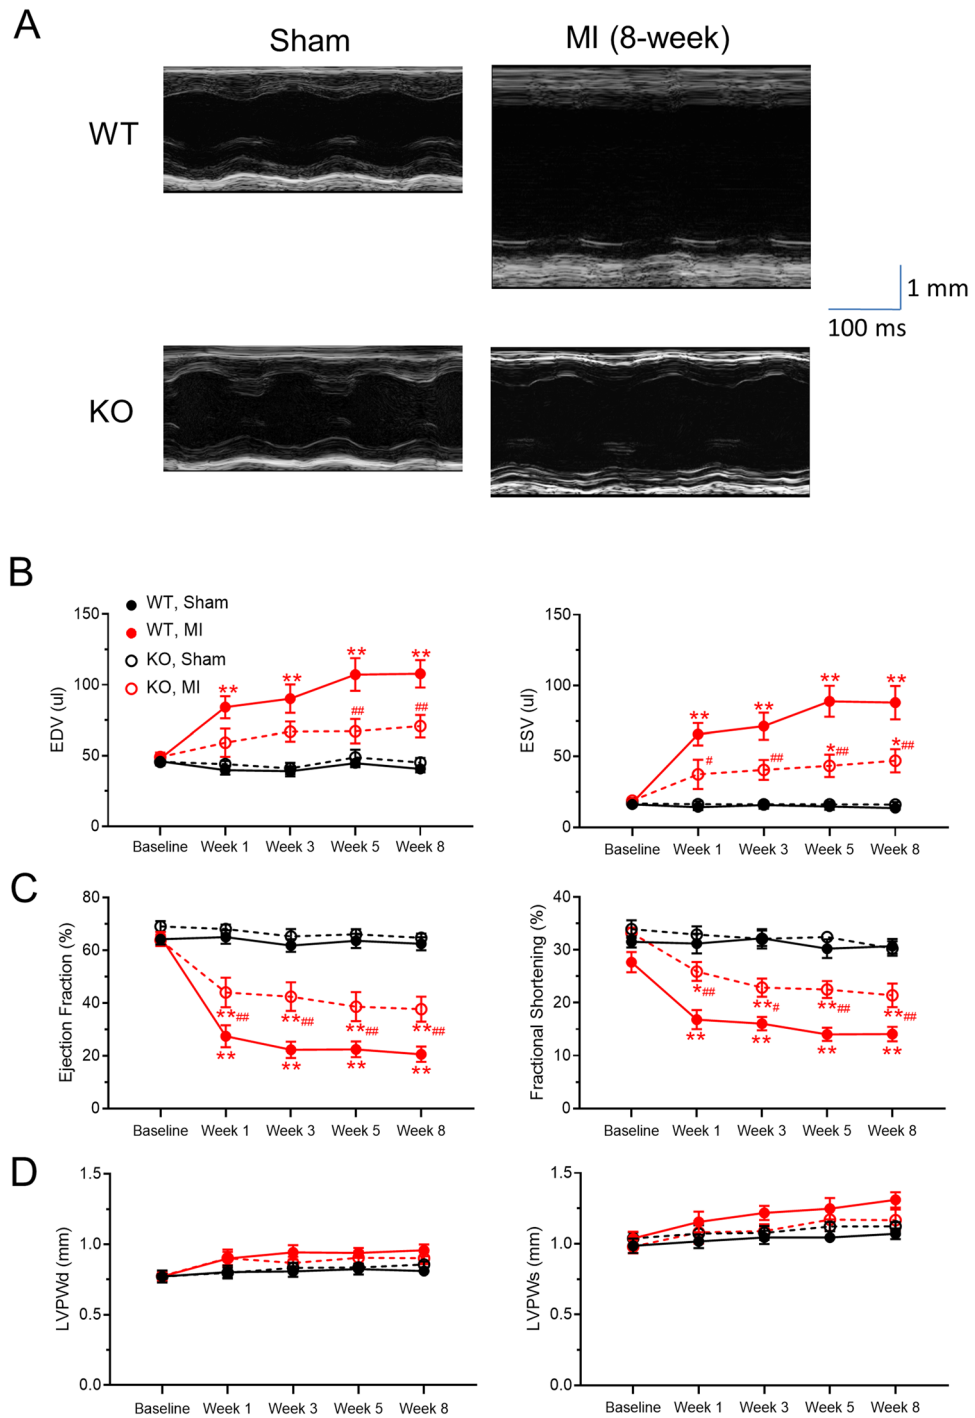 A
Sham
MI (8-week)
WT
1 mm
100 ms
KO
B
150
100
50
0
EDV (ul)
WT, Sham
WT, MI
KO, Sham
KO, MI
**
**
**
**
##
##
Baseline Week 1 Week 3 Week 5 Week 8
150
100
50
0
ESV (ul)
**
**
**
**
#
##
*##
*##
Baseline Week 1 Week 3 Week 5 Week 8
C
80
60
40
20
0
Ejection Fraction (%)
**##
**##
**##
**##
**
**
**
**
Baseline Week 1 Week 3 Week 5 Week 8
40
30
20
10
0
Fractional Shortening (%)
*##
**#
**##
**##
**
**
**
**
Baseline Week 1 Week 3 Week 5 Week 8
D
1.5
1.0
0.5
0.0
LVPWd (mm)
Baseline Week 1 Week 3 Week 5 Week 8
1.5
1.0
0.5
0.0
LVPWs (mm)
Baseline Week 1 Week 3 Week 5 Week 8